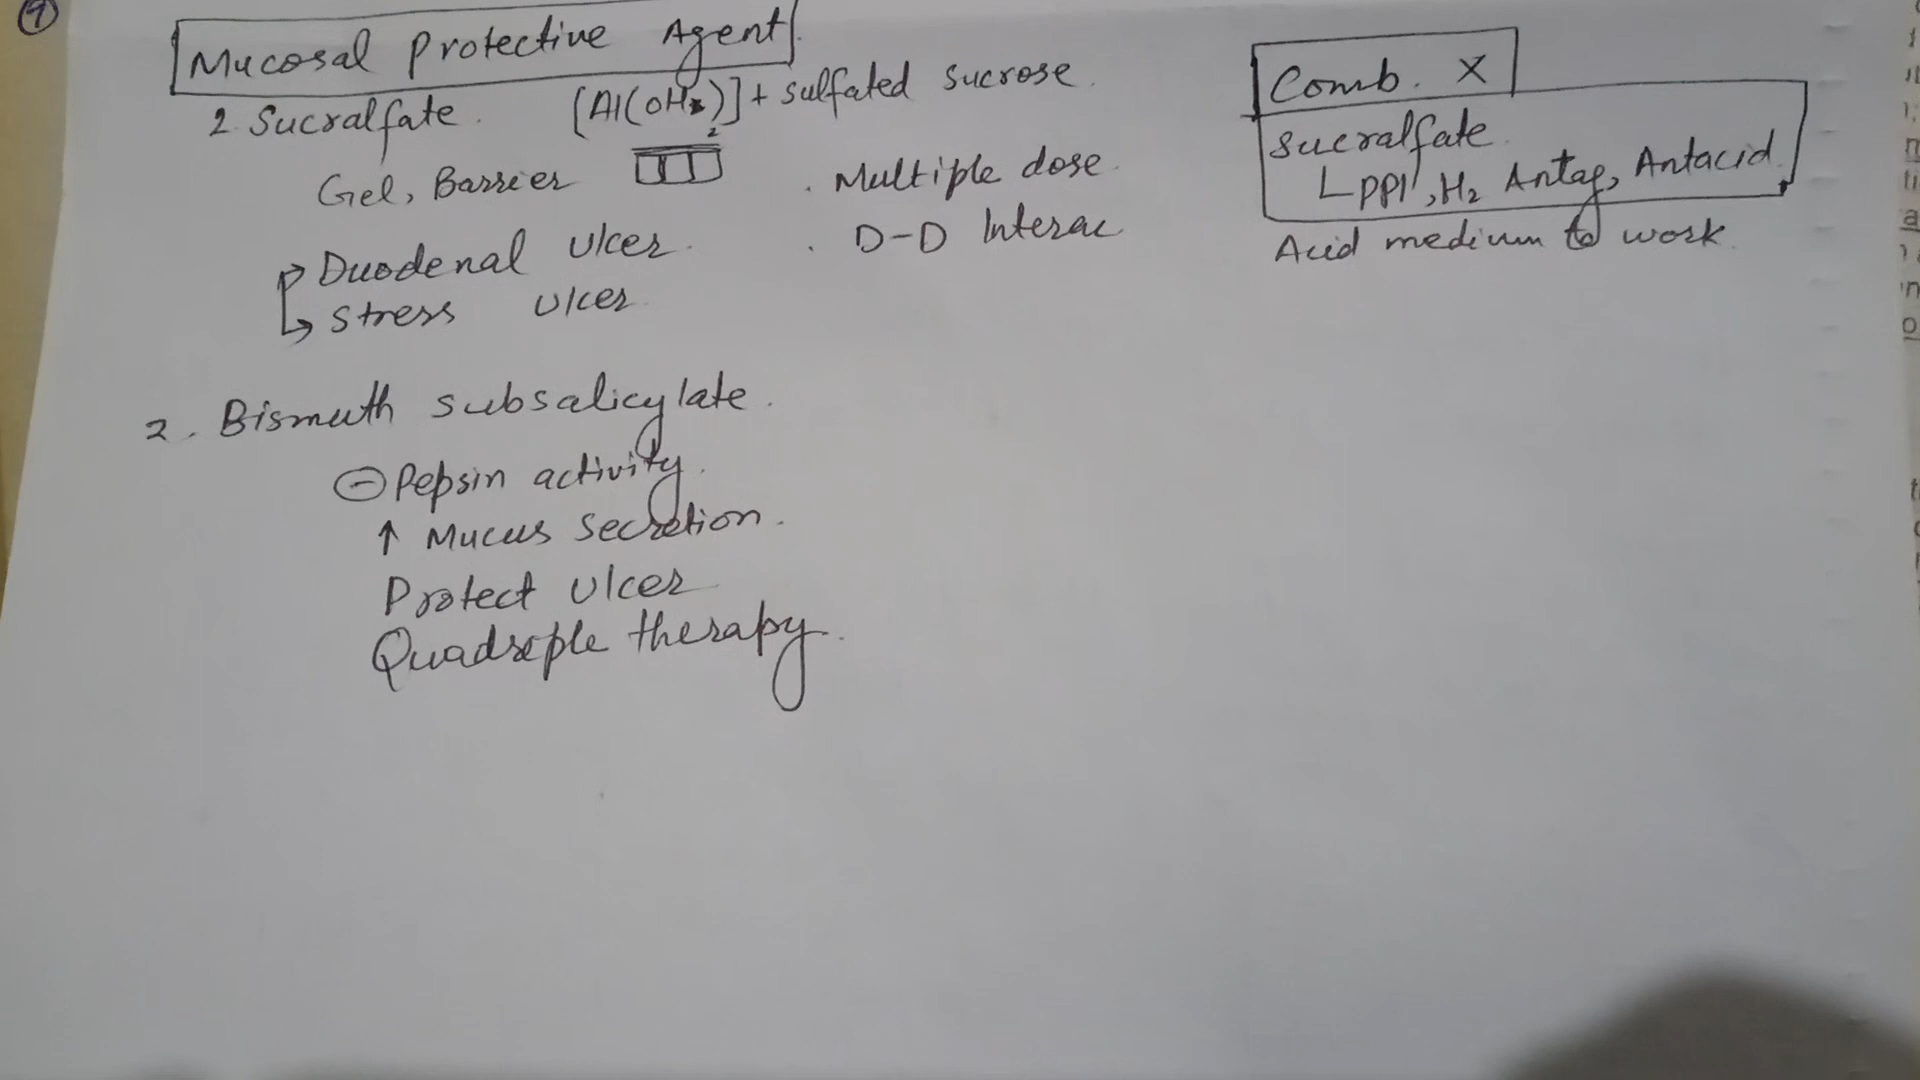 9
Mucosal Protective Agent.
1. Sucralfate. [Al(OH)2] + sulfated sucrose.
Gel, Barrier
Duodenal Ulcer.
Stress Ulcer
. Multiple dose.
. D-D Interac
Comb. X
Sucralfate
PPI, H2 Antag, Antacid
Acid medium to work.
2. Bismuth subsalicylate.
⊖ Pepsin activity.
↑ Mucus secretion.
Protect ulcer
Quadruple therapy.